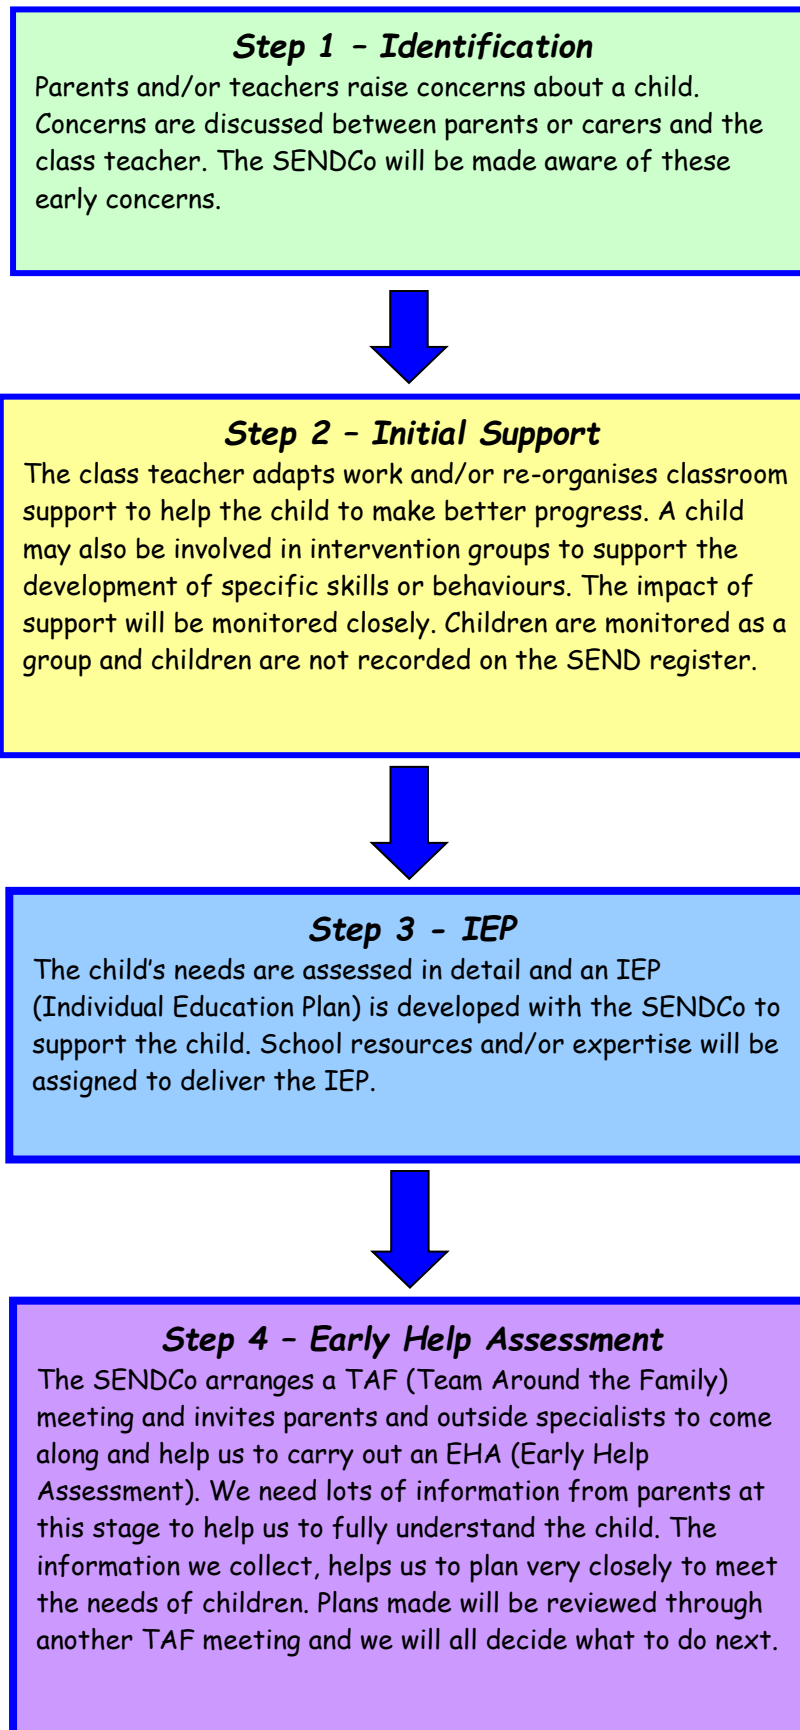 Step 1 – Identification
Parents and/or teachers raise concerns about a child.
Concerns are discussed between parents or carers and the
class teacher. The SENDCo will be made aware of these
early concerns.
Step 2 – Initial Support
The class teacher adapts work and/or re-organises classroom
support to help the child to make better progress. A child
may also be involved in intervention groups to support the
development of specific skills or behaviours. The impact of
support will be monitored closely. Children are monitored as a
group and children are not recorded on the SEND register.
Step 3 - IEP
The child’s needs are assessed in detail and an IEP
(Individual Education Plan) is developed with the SENDCo to
support the child. School resources and/or expertise will be
assigned to deliver the IEP.
Step 4 – Early Help Assessment
The SENDCo arranges a TAF (Team Around the Family)
meeting and invites parents and outside specialists to come
along and help us to carry out an EHA (Early Help
Assessment). We need lots of information from parents at
this stage to help us to fully understand the child. The
information we collect, helps us to plan very closely to meet
the needs of children. Plans made will be reviewed through
another TAF meeting and we will all decide what to do next.